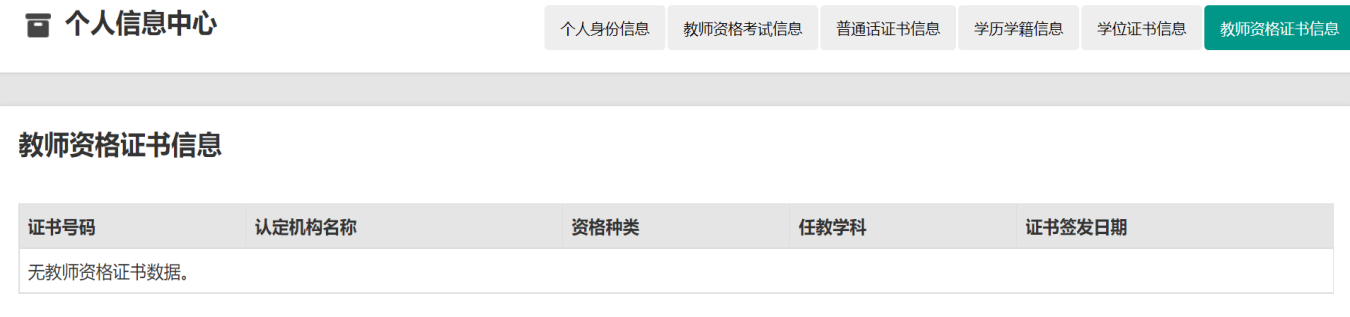 个人信息中心
个人身份信息 教师资格考试信息 普通话证书信息 学历学籍信息 学位证书信息 教师资格证书信息
教师资格证书信息
证书号码 认定机构名称 资格种类 任教学科 证书签发日期
无教师资格证书数据。